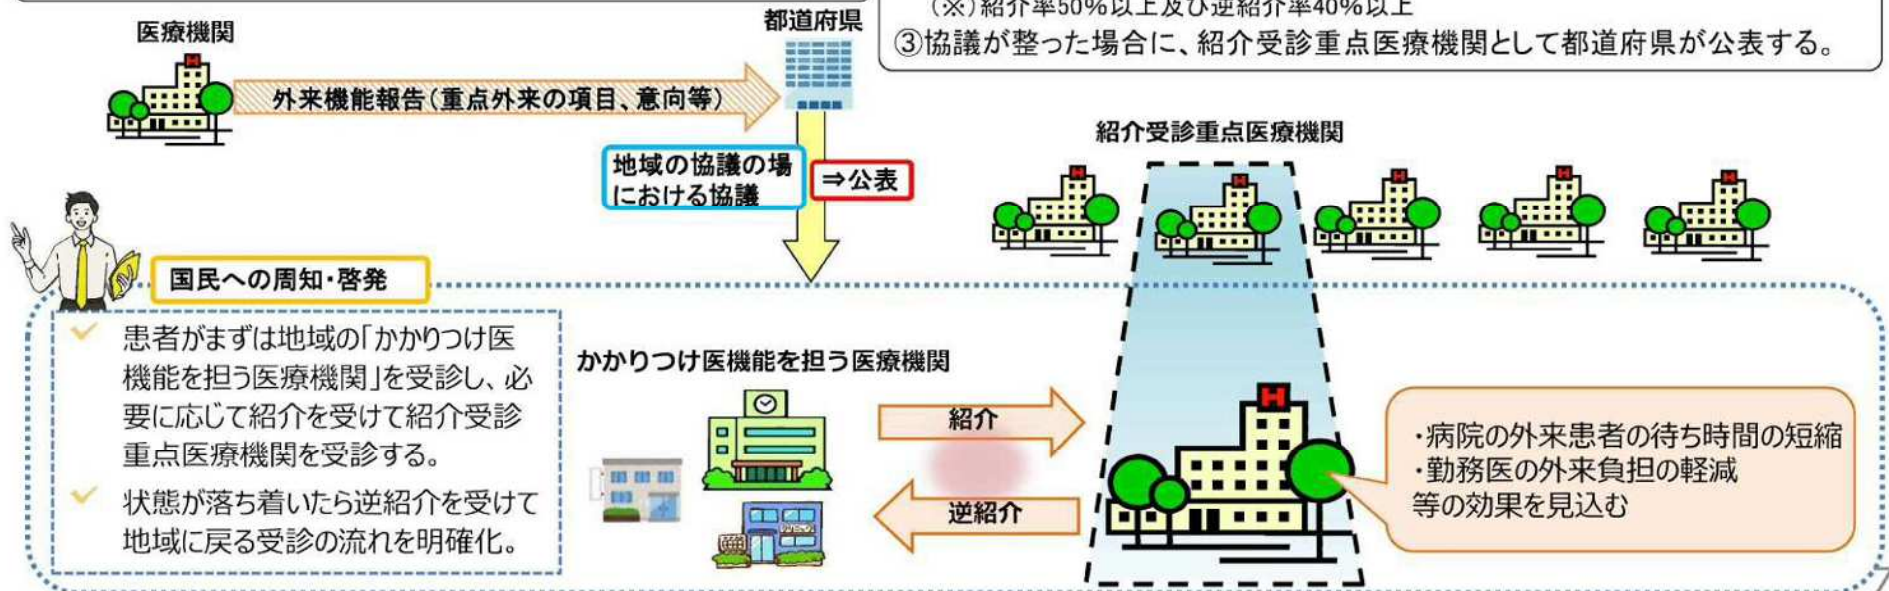 （※）紹介率50%以上及び逆紹介率40%以上
③協議が整った場合に、紹介受診重点医療機関として都道府県が公表する。
医療機関
都道府県
外来機能報告（重点外来の項目、意向等）
地域の協議の場
における協議
⇒公表
紹介受診重点医療機関
H
H
H
H
H
H
国民への周知・啓発
患者がまずは地域の「かかりつけ医
機能を担う医療機関」を受診し、必
要に応じて紹介を受けて紹介受診
重点医療機関を受診する。
状態が落ち着いたら逆紹介を受けて
地域に戻る受診の流れを明確化。
かかりつけ医機能を担う医療機関
紹介
逆紹介
H
・病院の外来患者の待ち時間の短縮
・勤務医の外来負担の軽減
等の効果を見込む